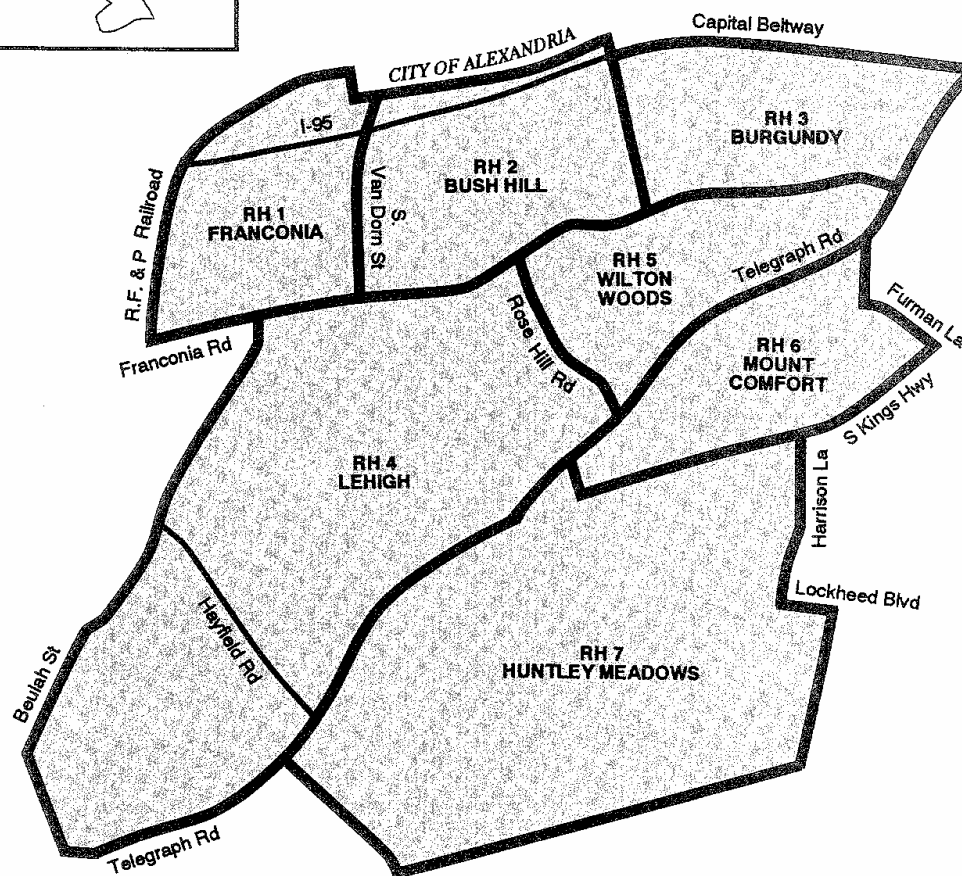 Capital Beltway
CITY OF ALEXANDRIA
I-95
RH 3
BURGUNDY
RH 2
BUSH HILL
R.F. & P. Railroad
S.
Van Dorn St
RH 1
FRANCONIA
RH 5
WILTON
WOODS
Telegraph Rd
Furman La
Rose Hill Rd
Franconia Rd
RH 6
MOUNT
COMFORT
S Kings Hwy
RH 4
LEHIGH
Harrison La
Lockheed Blvd
Hayfield Rd
RH 7
HUNTLEY MEADOWS
Beulah St
Telegraph Rd